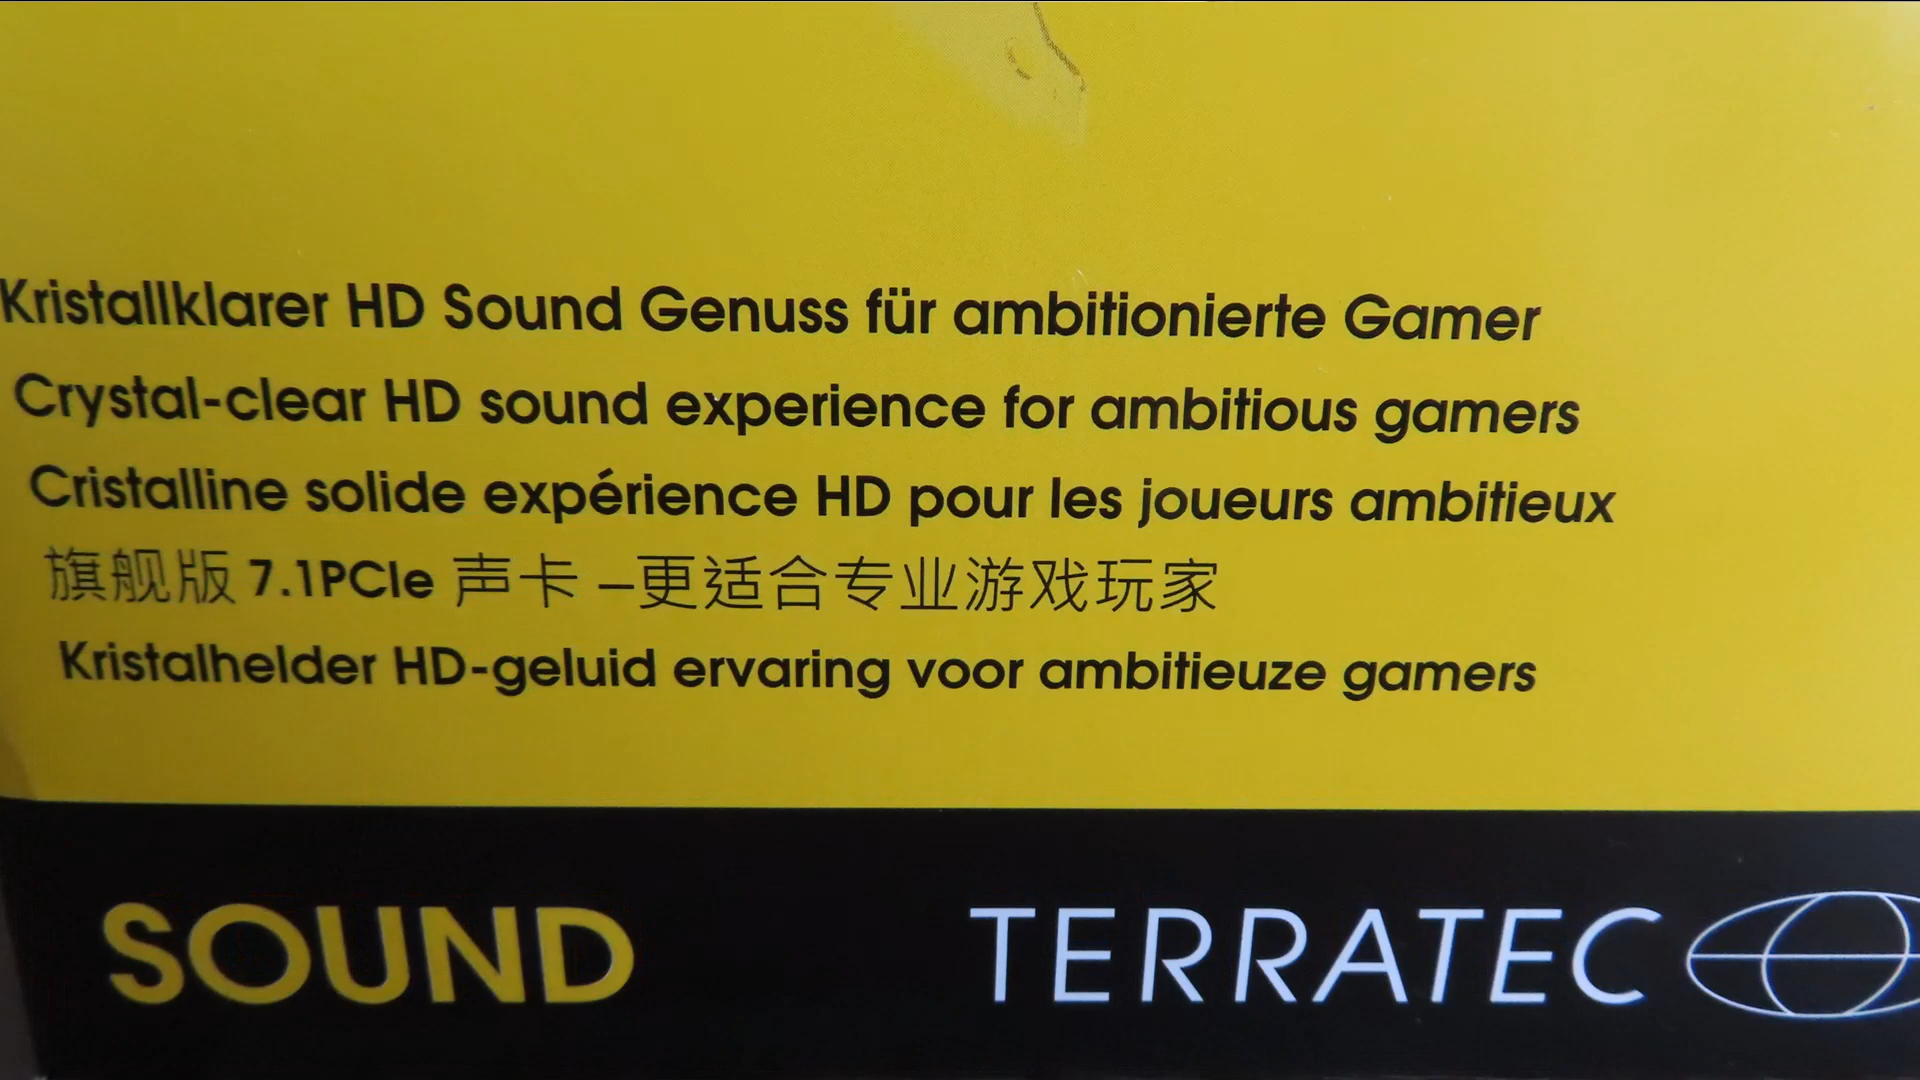 Kristallklarer HD Sound Genuss für ambitionierte Gamer
Crystal-clear HD sound experience for ambitious gamers
Cristalline solide expérience HD pour les joueurs ambitieux
旗舰版 7.1PCIe 声卡 –更适合专业游戏玩家
Kristalhelder HD-geluid ervaring voor ambitieuze gamers
SOUND TERRATEC